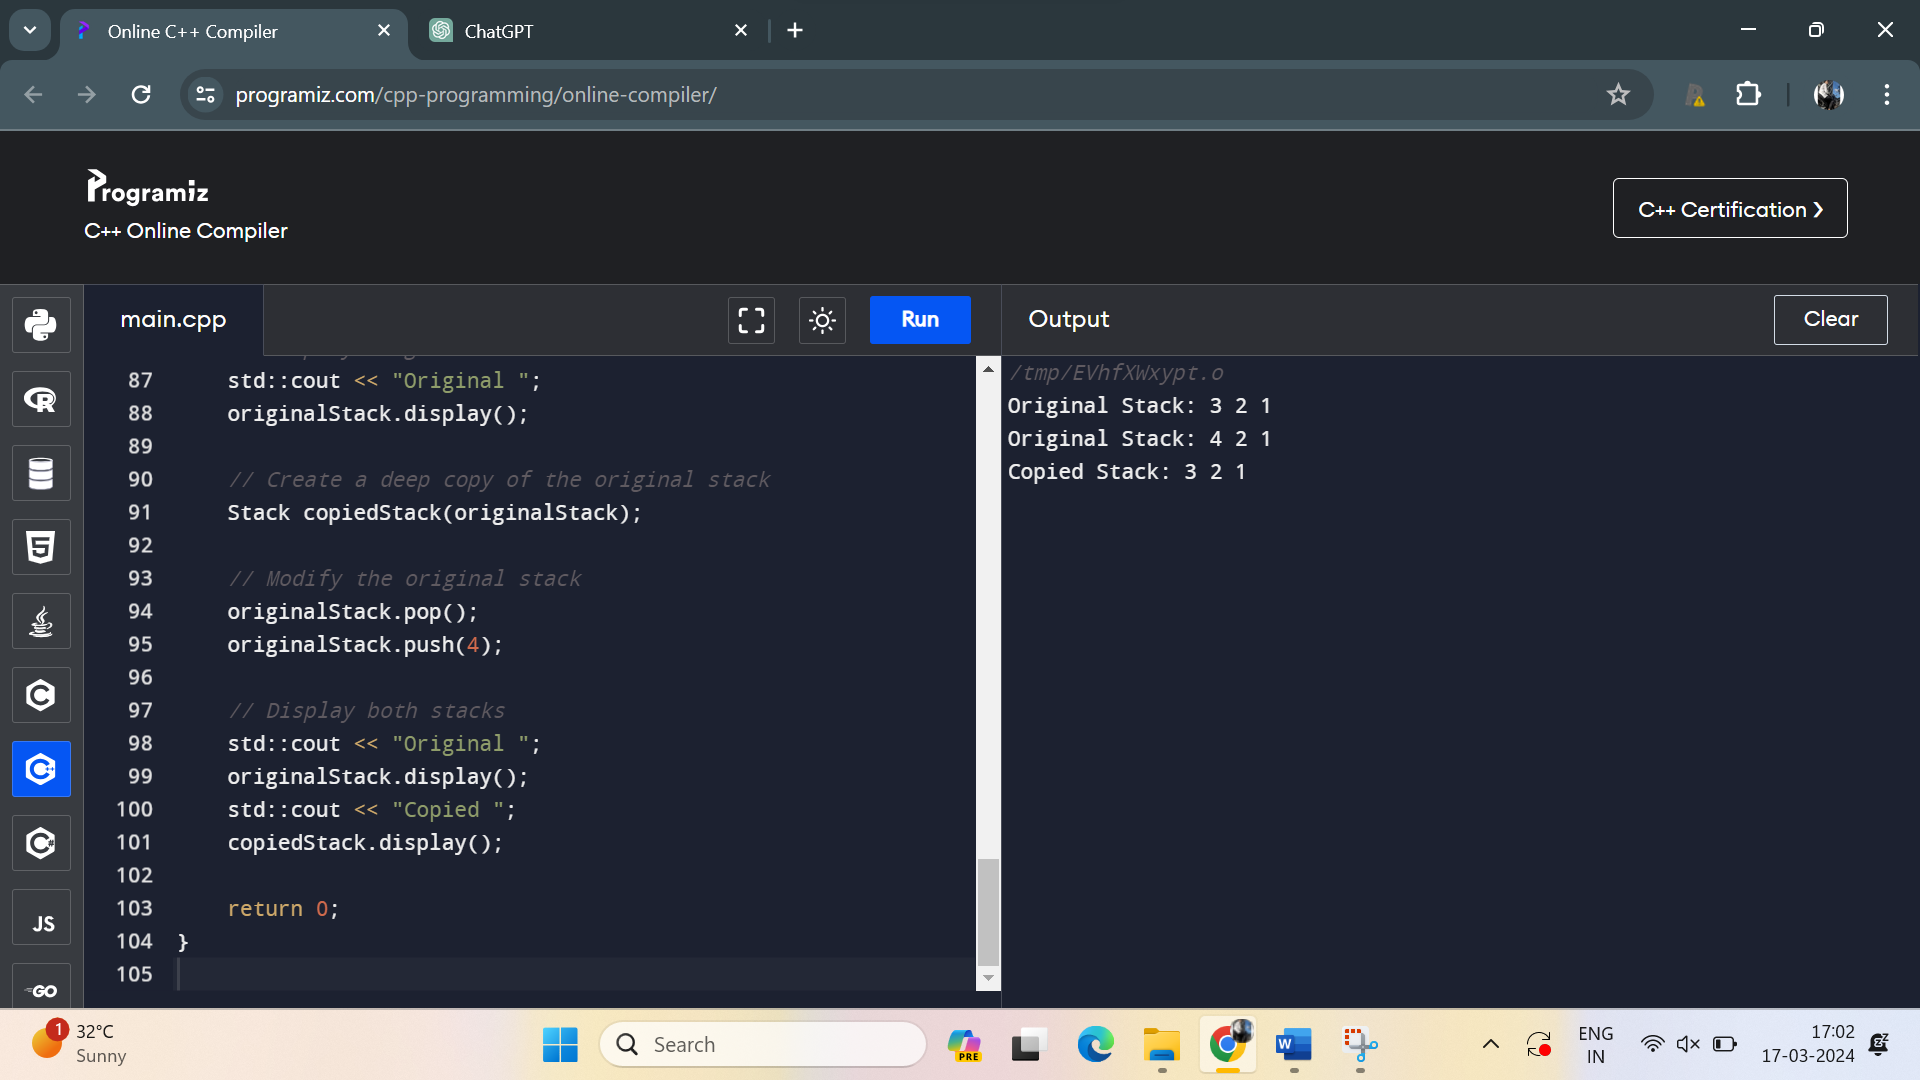 Online C++ Compiler
ChatGPT
programiz.com/cpp-programming/online-compiler/
Programiz
C++ Online Compiler
C++ Certification ❯
main.cpp
Run
Output
Clear
87 std::cout << "Original ";
88 originalStack.display();
89
90 // Create a deep copy of the original stack
91 Stack copiedStack(originalStack);
92
93 // Modify the original stack
94 originalStack.pop();
95 originalStack.push(4);
96
97 // Display both stacks
98 std::cout << "Original ";
99 originalStack.display();
100 std::cout << "Copied ";
101 copiedStack.display();
102
103 return 0;
104 }
105
/tmp/EVhfXWxypt.o
Original Stack: 3 2 1
Original Stack: 4 2 1
Copied Stack: 3 2 1
R
5
C
C++
C#
JS
GO
1
32°C
Sunny
Search
PRE
W
ENG
IN
17:02
17-03-2024